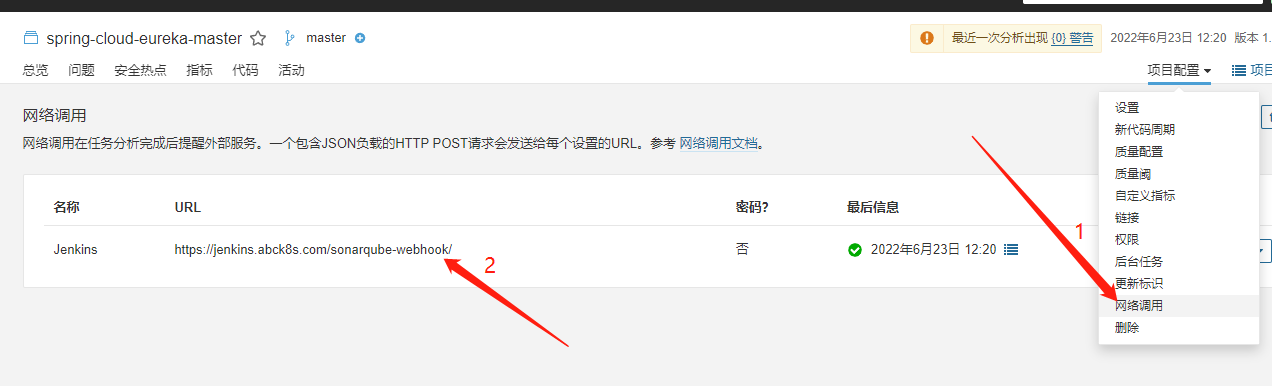 spring-cloud-eureka-master master 最近一次分析出现 {0} 警告 2022年6月23日 12:20 版本 1.
总览 问题 安全热点 指标 代码 活动 项目配置 项目
网络调用
网络调用在任务分析完成后提醒外部服务。一个包含JSON负载的HTTP POST请求会发送给每个设置的URL。参考 网络调用文档。
名称 URL 密码? 最后信息
Jenkins https://jenkins.abck8s.com/sonarqube-webhook/ 否 2022年6月23日 12:20
设置
新代码周期
质量配置
质量阈
自定义指标
链接
权限
后台任务
更新标识
网络调用
删除
1
2